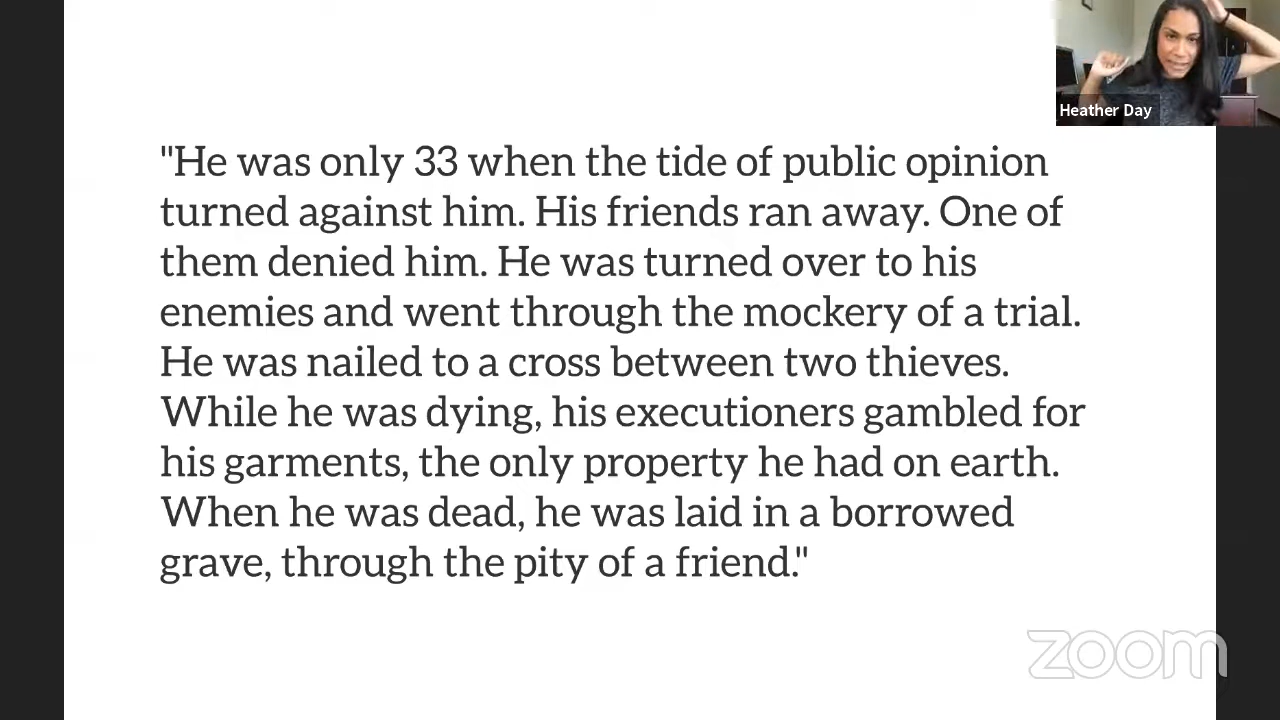 Heather Day
"He was only 33 when the tide of public opinion
turned against him. His friends ran away. One of
them denied him. He was turned over to his
enemies and went through the mockery of a trial.
He was nailed to a cross between two thieves.
While he was dying, his executioners gambled for
his garments, the only property he had on earth.
When he was dead, he was laid in a borrowed
grave, through the pity of a friend."
zoom